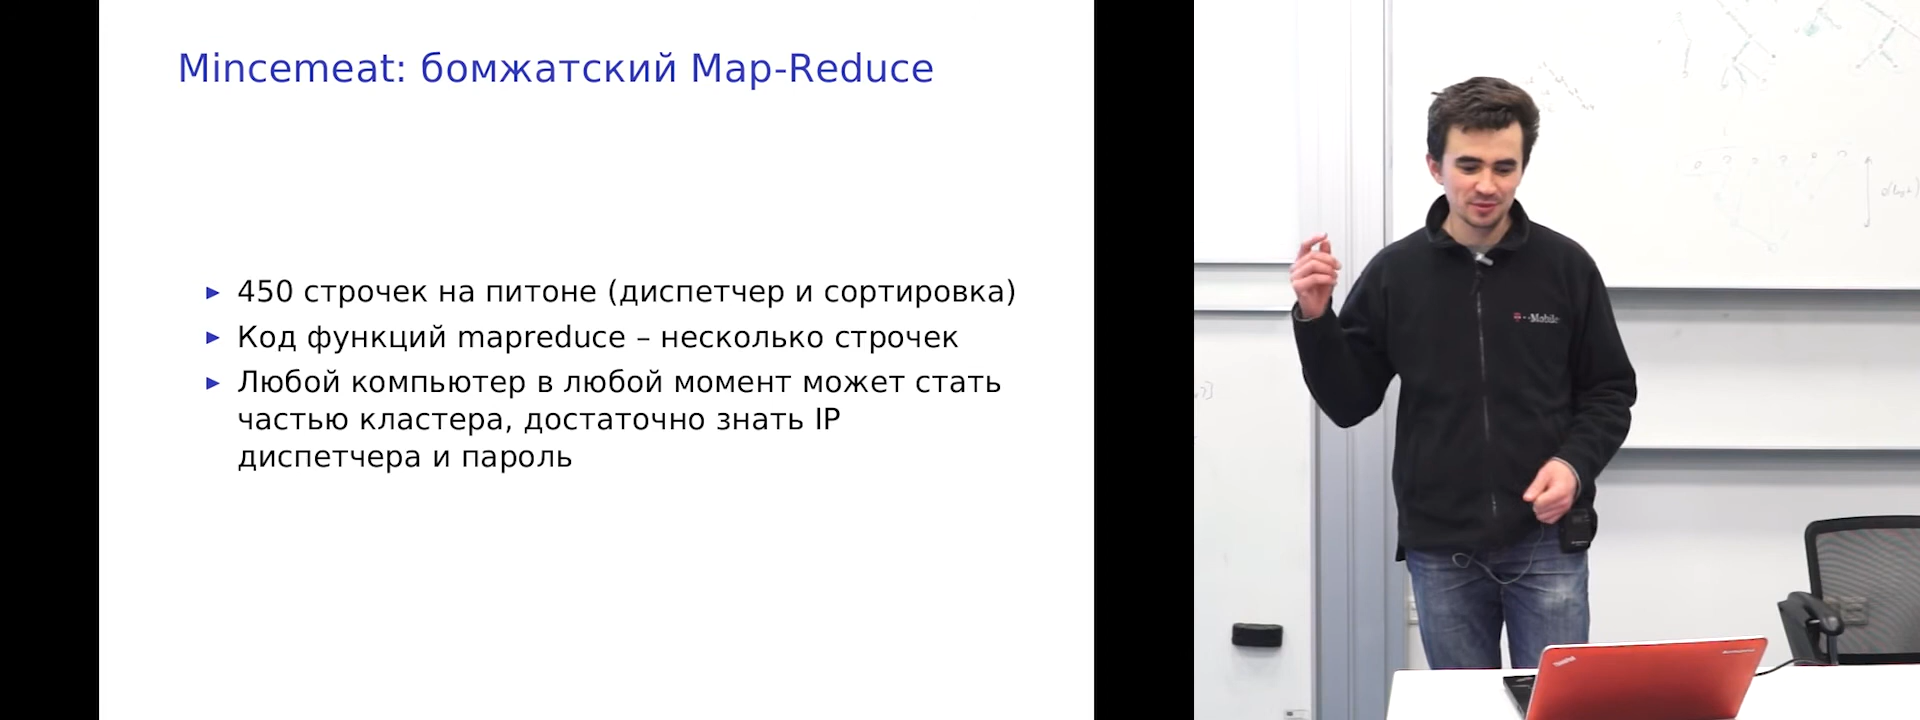 Mincemeat: бомжатский Map-Reduce
450 строчек на питоне (диспетчер и сортировка)
Код функций mapreduce – несколько строчек
Любой компьютер в любой момент может стать
частью кластера, достаточно знать IP
диспетчера и пароль
T··Mobile·